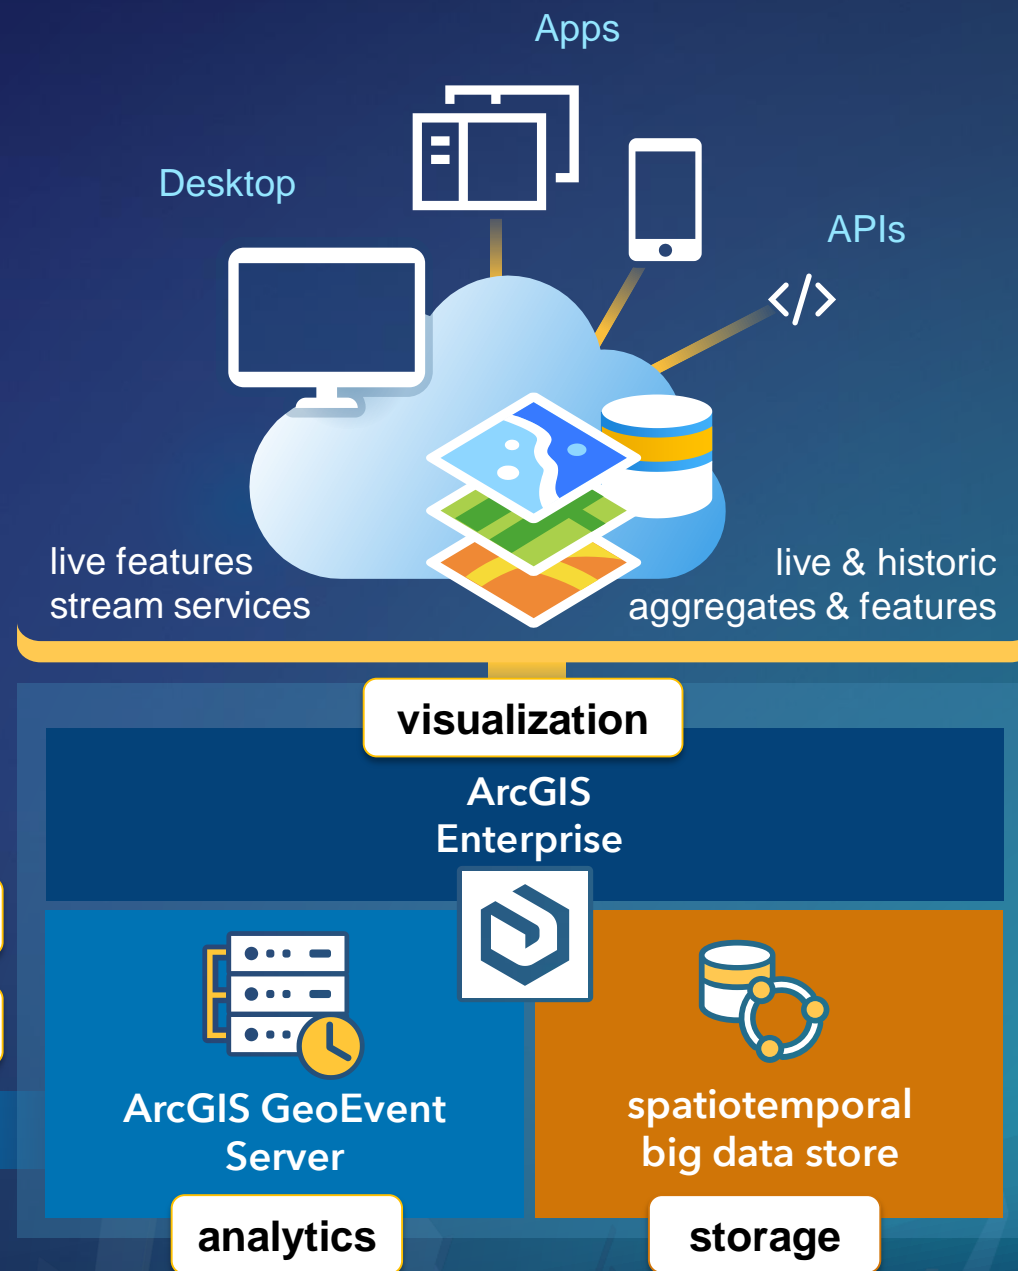 Apps
Desktop
APIs
live features
stream services
live & historic
aggregates & features
visualization
ArcGIS
Enterprise
ArcGIS GeoEvent
Server
spatiotemporal
big data store
analytics
storage